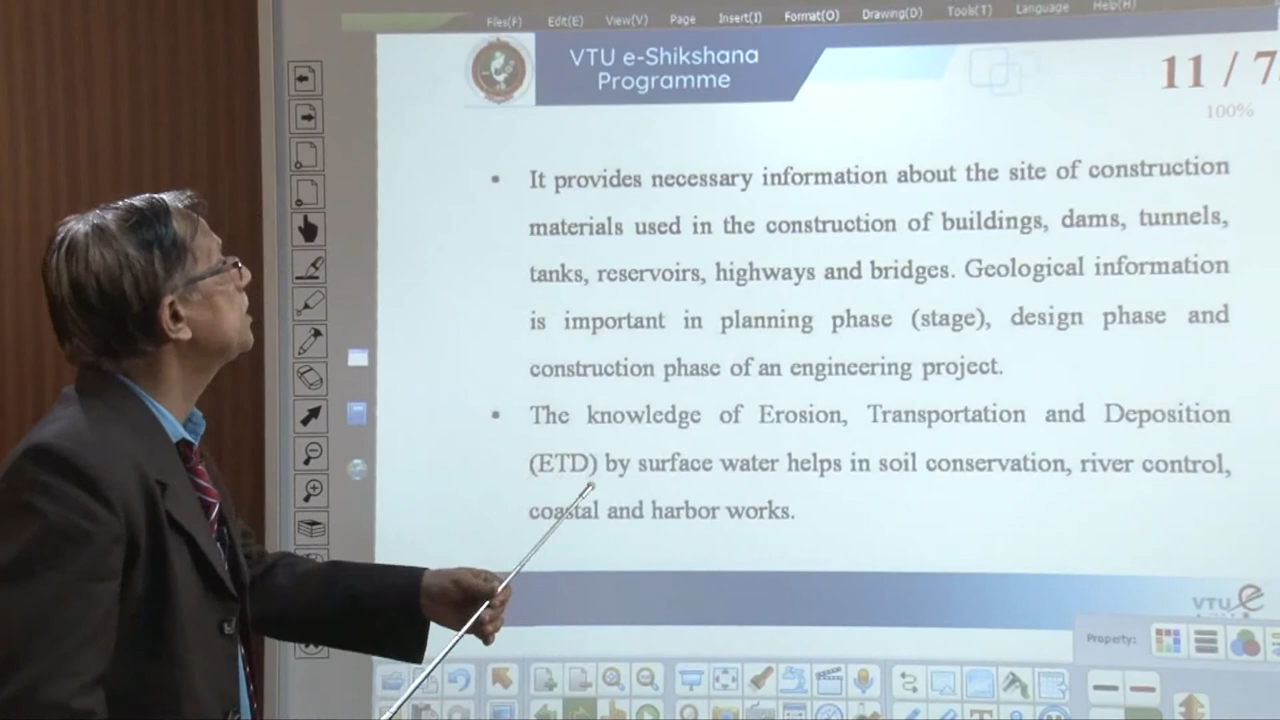 Files(F) Edit(E) View(V) Page Insert(I) Format(O) Drawing(D) Tools(T) Language Help(H)
VTU e-Shikshana
Programme
11 / 7
100%
It provides necessary information about the site of construction
materials used in the construction of buildings, dams, tunnels,
tanks, reservoirs, highways and bridges. Geological information
is important in planning phase (stage), design phase and
construction phase of an engineering project.
The knowledge of Erosion, Transportation and Deposition
(ETD) by surface water helps in soil conservation, river control,
coastal and harbor works.
VTU e
Property: